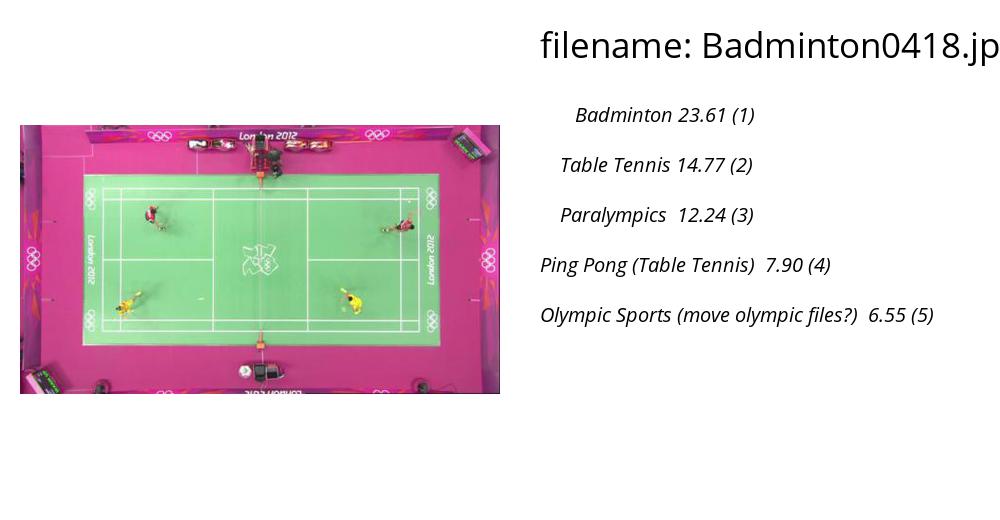 filename: Badminton0418.jp
Badminton 23.61 (1)
Table Tennis 14.77 (2)
Paralympics 12.24 (3)
Ping Pong (Table Tennis) 7.90 (4)
Olympic Sports (move olympic files?) 6.55 (5)
London 2012
London 2012
London 2012
London 2012